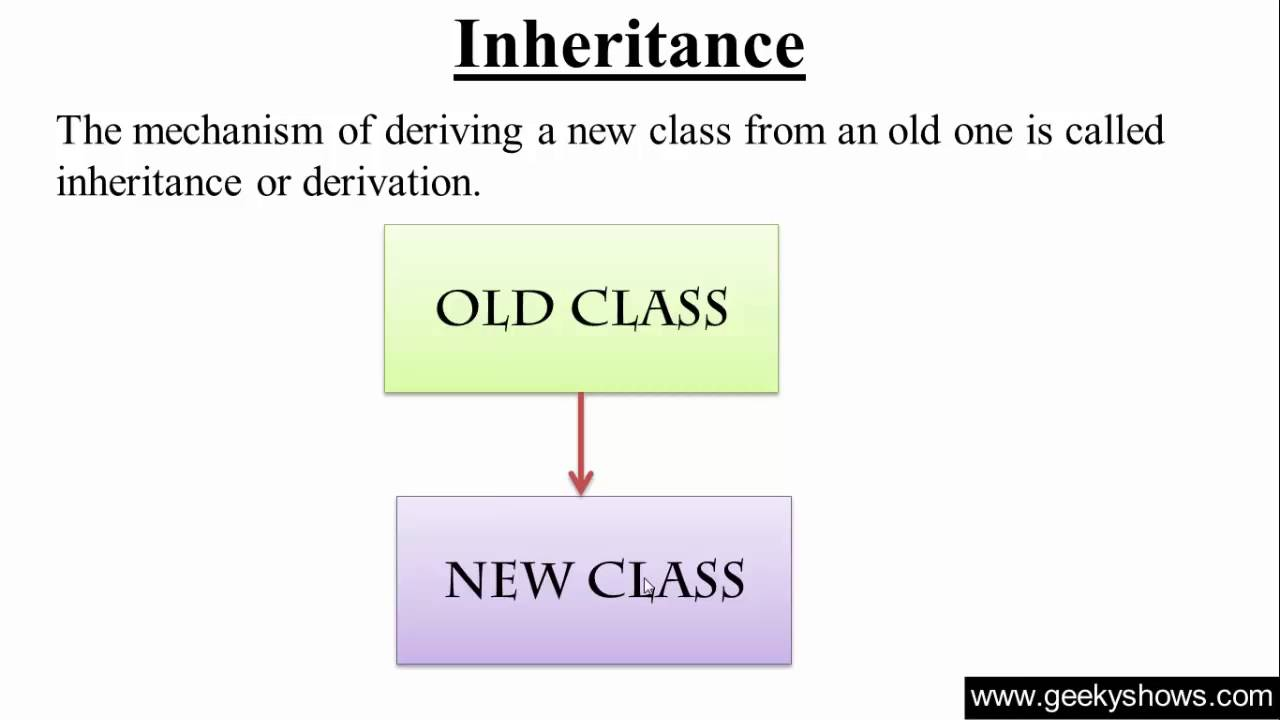 Inheritance
The mechanism of deriving a new class from an old one is called
inheritance or derivation.
OLD CLASS
NEW CLASS
www.geekyshows.com